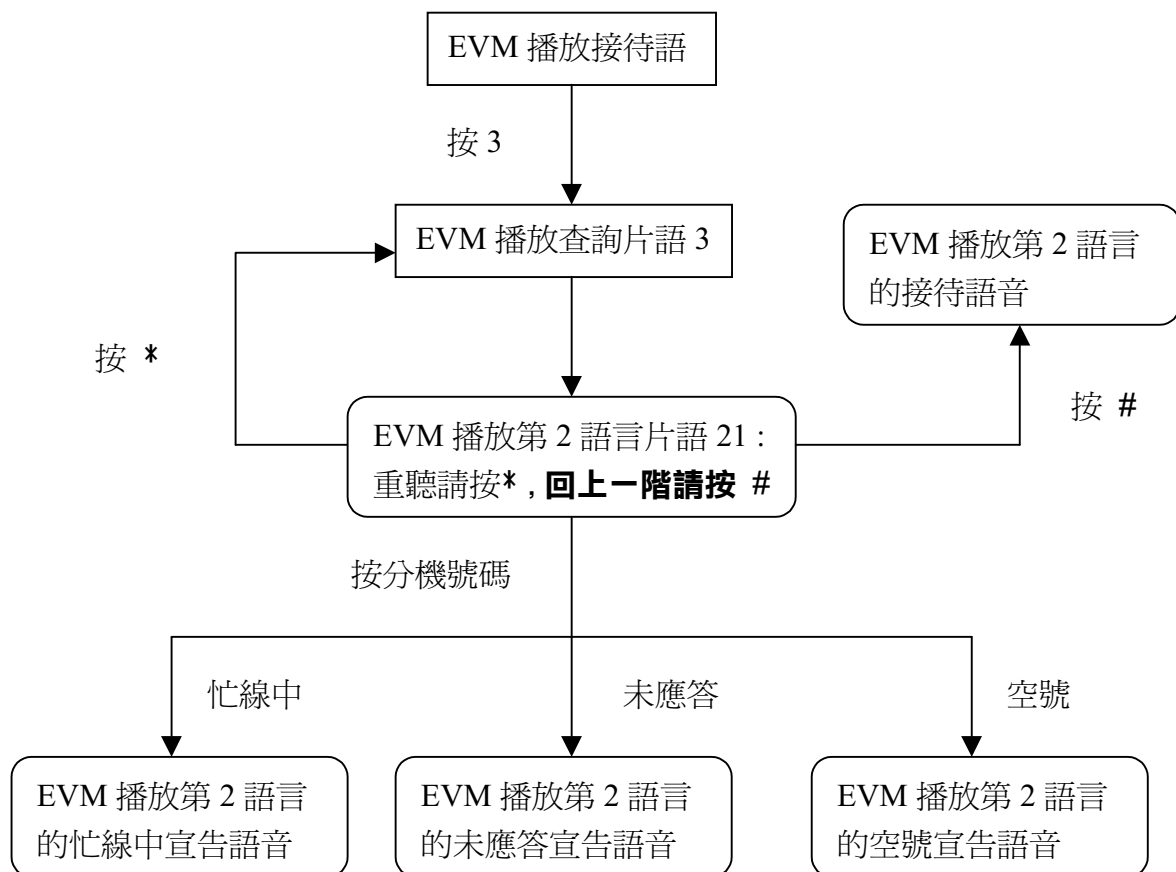 EVM 播放接待語
按 3
EVM 播放查詢片語 3
EVM 播放第 2 語言
的接待語音
按 *
按 #
EVM 播放第 2 語言片語 21 :
重聽請按* , 回上一階請按 #
按分機號碼
忙線中
未應答
空號
EVM 播放第 2 語言
的忙線中宣告語音
EVM 播放第 2 語言
的未應答宣告語音
EVM 播放第 2 語言
的空號宣告語音